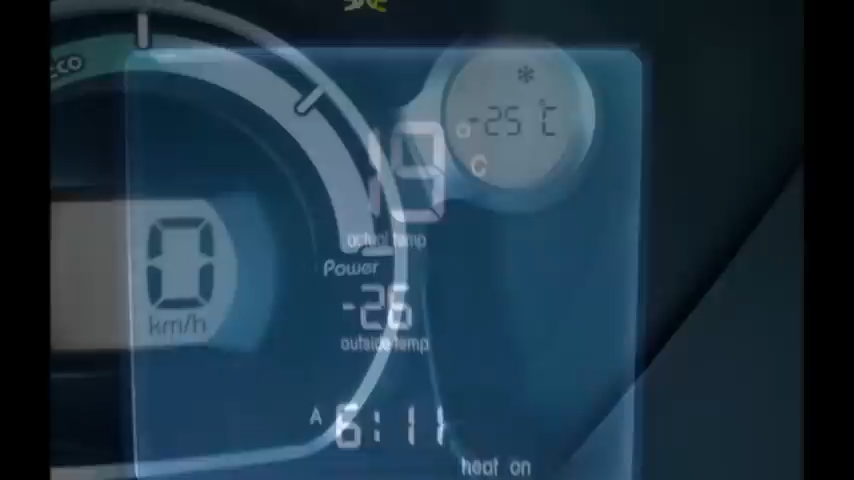 eco
-25 °C
19 °C
actual temp
Power
0
km/h
-26
outside temp
A 6:11
heat on